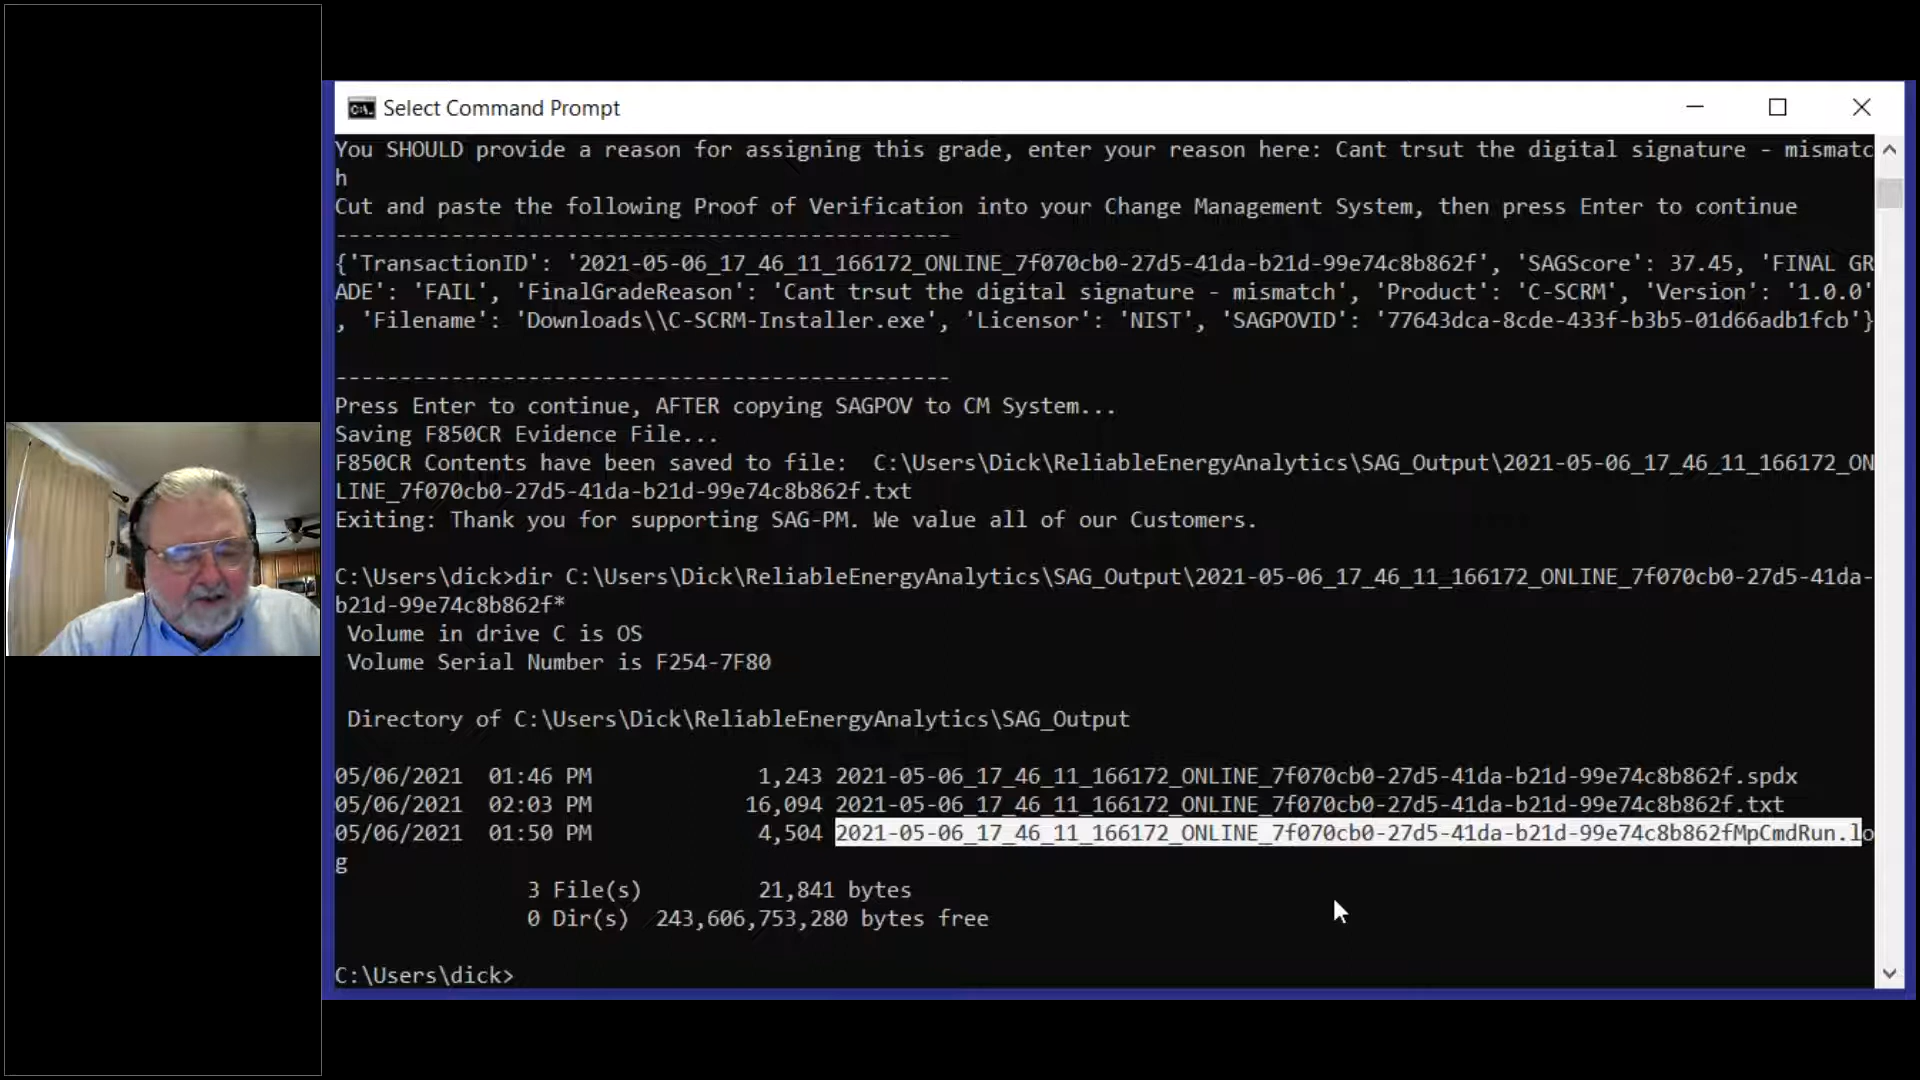 Select Command Prompt
You SHOULD provide a reason for assigning this grade, enter your reason here: Cant trsut the digital signature - mismatc
h
Cut and paste the following Proof of Verification into your Change Management System, then press Enter to continue
------------------------------------------------
{'TransactionID': '2021-05-06_17_46_11_166172_ONLINE_7f070cb0-27d5-41da-b21d-99e74c8b862f', 'SAGScore': 37.45, 'FINAL GR
ADE': 'FAIL', 'FinalGradeReason': 'Cant trsut the digital signature - mismatch', 'Product': 'C-SCRM', 'Version': '1.0.0'
, 'Filename': 'Downloads\\C-SCRM-Installer.exe', 'Licensor': 'NIST', 'SAGPOVID': '77643dca-8cde-433f-b3b5-01d66adb1fcb'}
------------------------------------------------
Press Enter to continue, AFTER copying SAGPOV to CM System...
Saving F850CR Evidence File...
F850CR Contents have been saved to file:  C:\Users\Dick\ReliableEnergyAnalytics\SAG_Output\2021-05-06_17_46_11_166172_ON
LINE_7f070cb0-27d5-41da-b21d-99e74c8b862f.txt
Exiting: Thank you for supporting SAG-PM. We value all of our Customers.
C:\Users\dick>dir C:\Users\Dick\ReliableEnergyAnalytics\SAG_Output\2021-05-06_17_46_11_166172_ONLINE_7f070cb0-27d5-41da-
b21d-99e74c8b862f*
Volume in drive C is OS
Volume Serial Number is F254-7F80
Directory of C:\Users\Dick\ReliableEnergyAnalytics\SAG_Output
05/06/2021  01:46 PM             1,243 2021-05-06_17_46_11_166172_ONLINE_7f070cb0-27d5-41da-b21d-99e74c8b862f.spdx
05/06/2021  02:03 PM            16,094 2021-05-06_17_46_11_166172_ONLINE_7f070cb0-27d5-41da-b21d-99e74c8b862f.txt
05/06/2021  01:50 PM             4,504 2021-05-06_17_46_11_166172_ONLINE_7f070cb0-27d5-41da-b21d-99e74c8b862fMpCmdRun.lo
g
3 File(s)         21,841 bytes
0 Dir(s)  243,606,753,280 bytes free
C:\Users\dick>